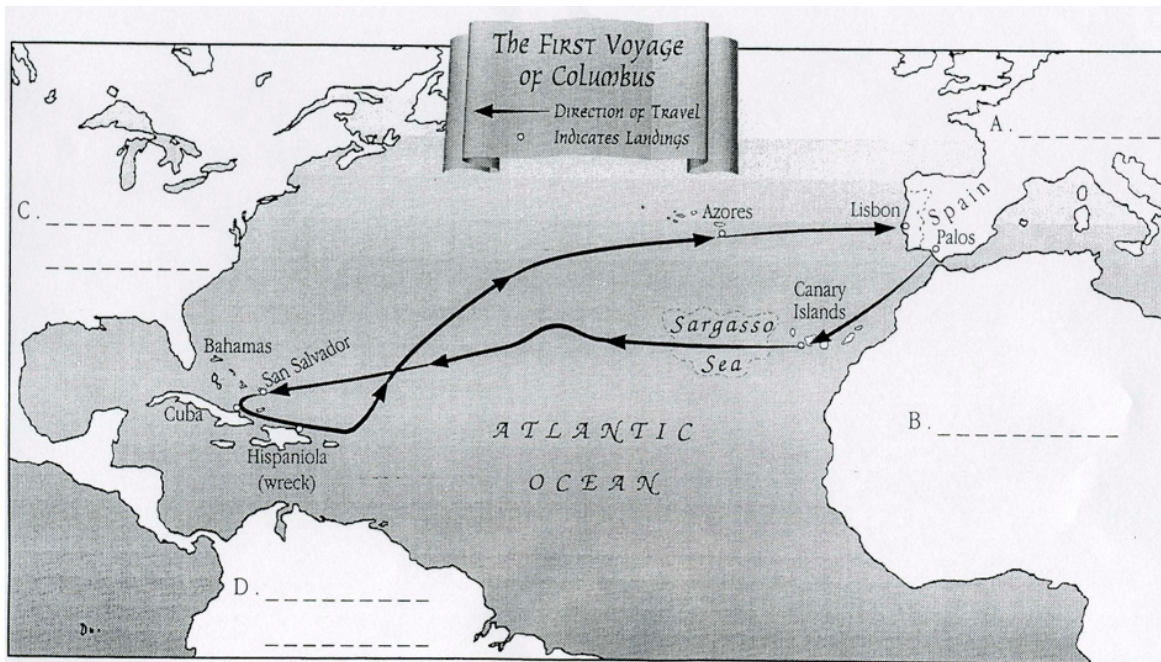 The First Voyage
of Columbus
Direction of Travel
Indicates Landings
A.
C.
Azores
Lisbon
Spain
Palos
Canary
Islands
Sargasso
Sea
Bahamas
San Salvador
Cuba
Hispaniola
(wreck)
ATLANTIC
OCEAN
B.
D.